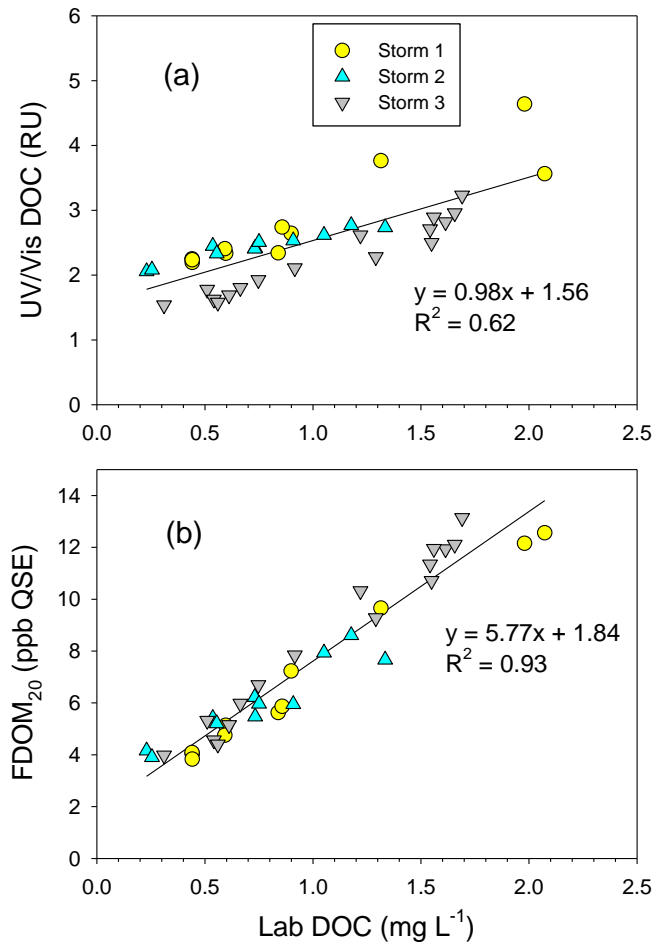 6
5
4
3
2
1
0
UV/Vis DOC (RU)
(a)
Storm 1
Storm 2
Storm 3
y = 0.98x + 1.56
R² = 0.62
0.0 0.5 1.0 1.5 2.0 2.5
14
12
10
8
6
4
2
0
FDOM₂₀ (ppb QSE)
(b)
y = 5.77x + 1.84
R² = 0.93
0.0 0.5 1.0 1.5 2.0 2.5
Lab DOC (mg L⁻¹)